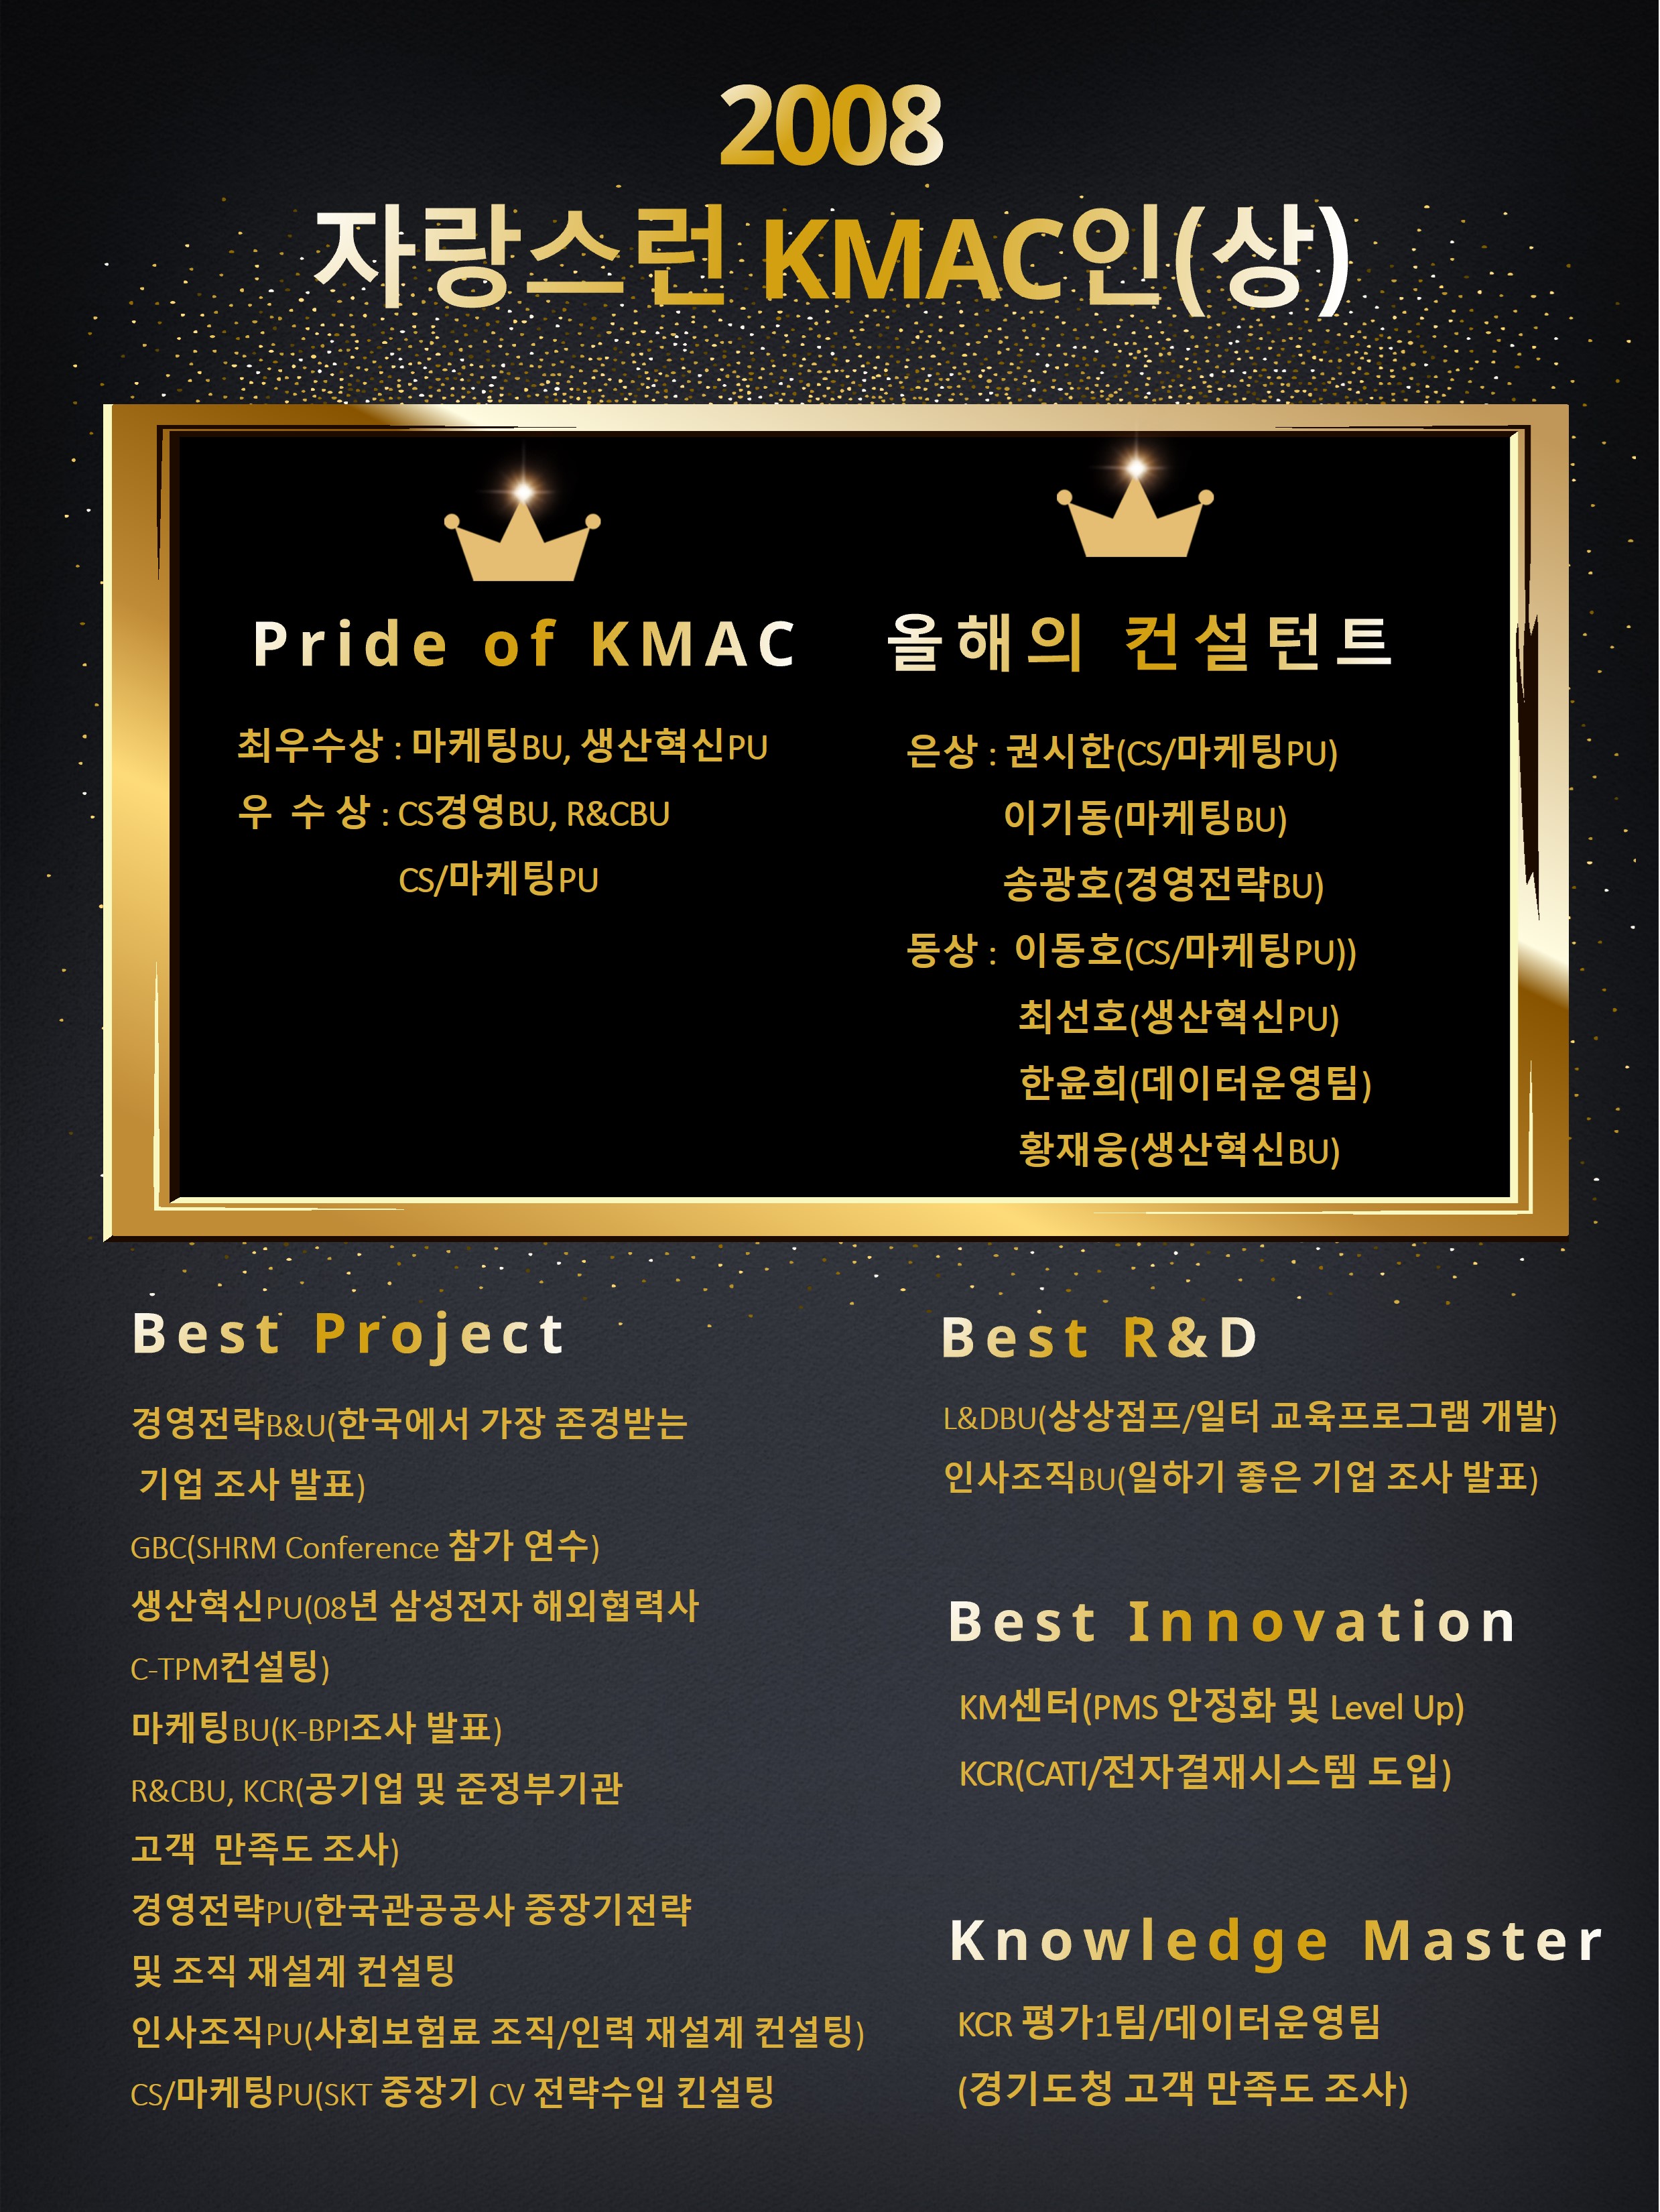 2008
자랑스런 KMAC인(상)
Pride of KMAC
최우수상 : 마케팅BU, 생산혁신PU
우 수 상 : CS경영BU, R&CBU
CS/마케팅PU
올해의 컨설턴트
은상 : 권시한(CS/마케팅PU)
이기동(마케팅BU)
송광호(경영전략BU)
동상 : 이동호(CS/마케팅PU))
최선호(생산혁신PU)
한윤희(데이터운영팀)
황재웅(생산혁신BU)
Best Project
경영전략B&U(한국에서 가장 존경받는
기업 조사 발표)
GBC(SHRM Conference 참가 연수)
생산혁신PU(08년 삼성전자 해외협력사
C-TPM컨설팅)
마케팅BU(K-BPI조사 발표)
R&CBU, KCR(공기업 및 준정부기관
고객 만족도 조사)
경영전략PU(한국관공공사 중장기전략
및 조직 재설계 컨설팅
인사조직PU(사회보험료 조직/인력 재설계 컨설팅)
CS/마케팅PU(SKT 중장기 CV 전략수입 킨설팅
Best R&D
L&DBU(상상점프/일터 교육프로그램 개발)
인사조직BU(일하기 좋은 기업 조사 발표)
Best Innovation
KM센터(PMS 안정화 및 Level Up)
KCR(CATI/전자결재시스템 도입)
Knowledge Master
KCR 평가1팀/데이터운영팀
(경기도청 고객 만족도 조사)